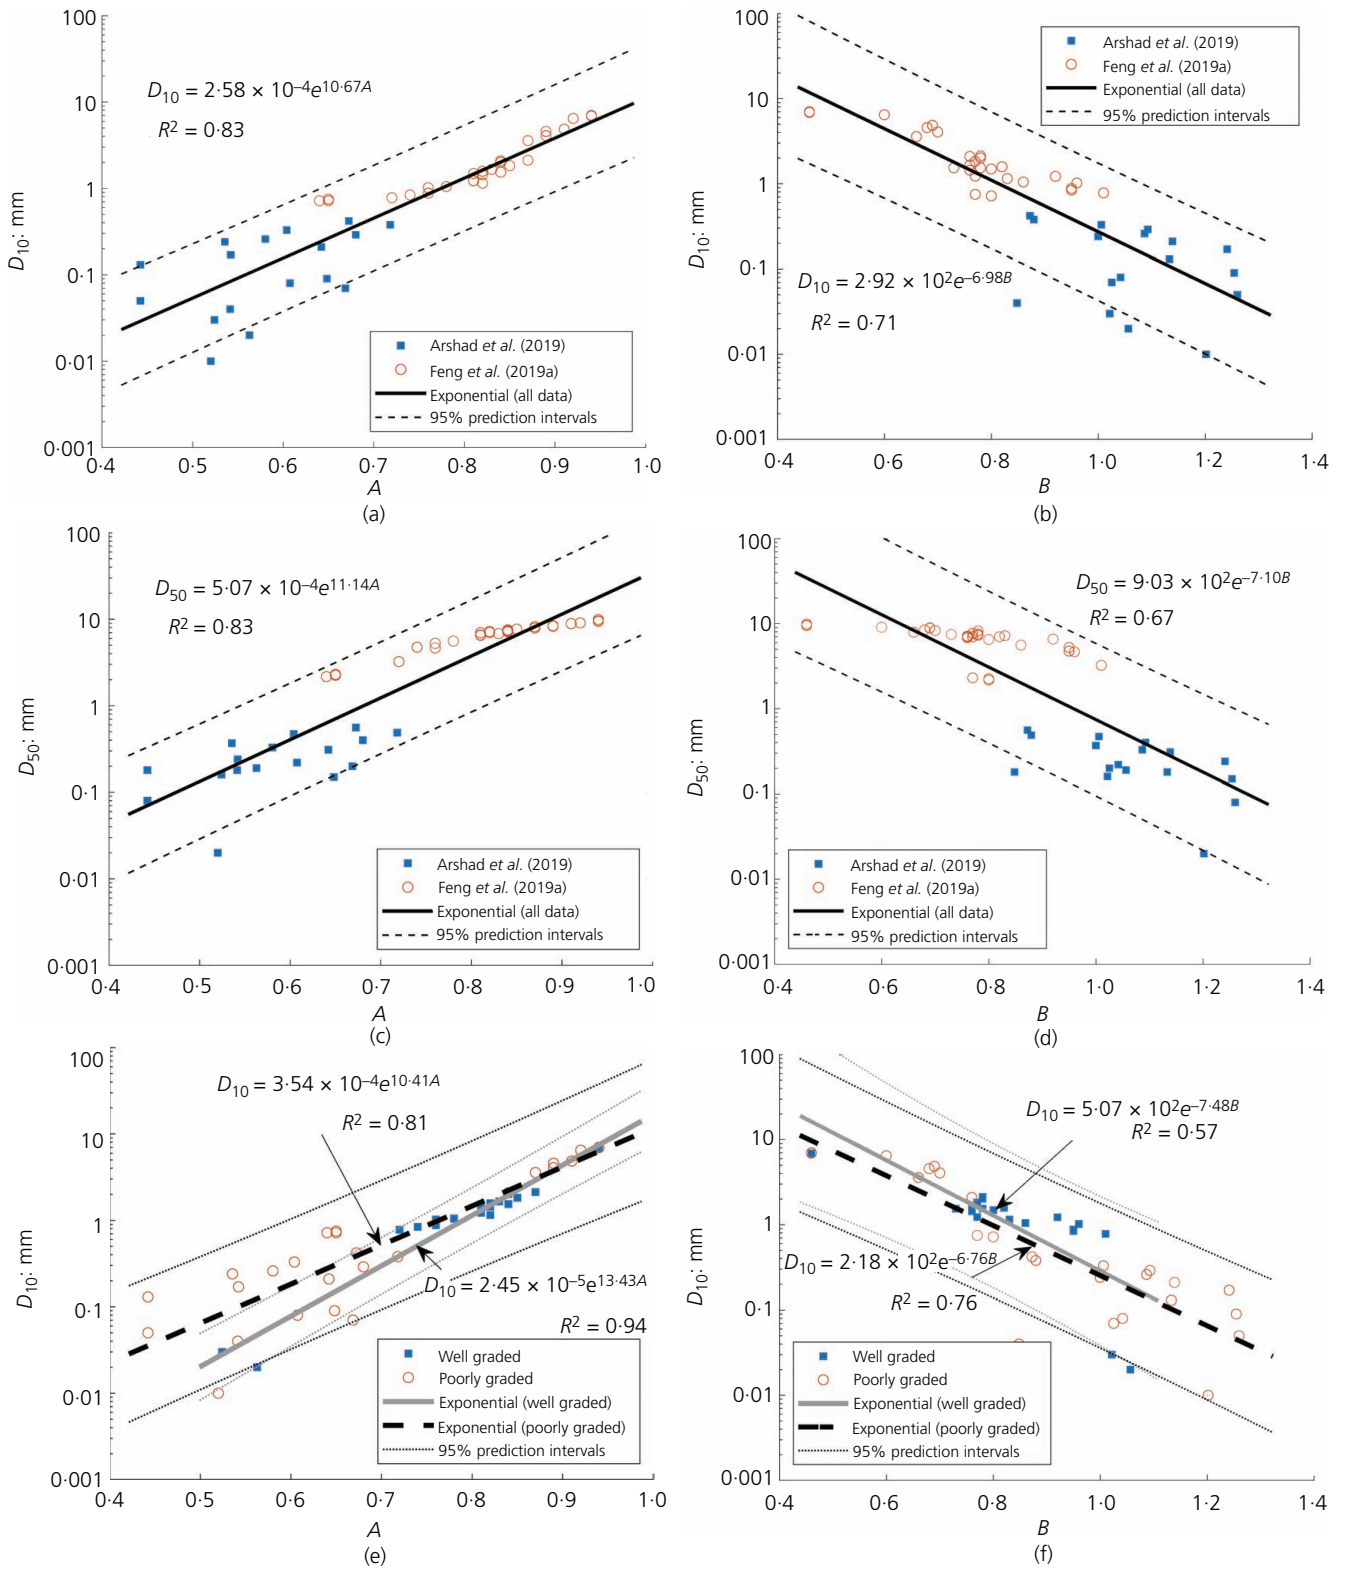 100
10
1
0·1
0·01
0·001
D10: mm
D10 = 2·58 × 10–4e10·67A
R2 = 0·83
Arshad et al. (2019)
Feng et al. (2019a)
Exponential (all data)
95% prediction intervals
0·4 0·5 0·6 0·7 0·8 0·9 1·0
A
(a)
100
10
1
0·1
0·01
0·001
D10: mm
Arshad et al. (2019)
Feng et al. (2019a)
Exponential (all data)
95% prediction intervals
D10 = 2·92 × 102e–6·98B
R2 = 0·71
0·4 0·6 0·8 1·0 1·2 1·4
B
(b)
100
10
1
0·1
0·01
0·001
D50: mm
D50 = 5·07 × 10–4e11·14A
R2 = 0·83
Arshad et al. (2019)
Feng et al. (2019a)
Exponential (all data)
95% prediction intervals
0·4 0·5 0·6 0·7 0·8 0·9 1·0
A
(c)
100
10
1
0·1
0·01
0·001
D50: mm
D50 = 9·03 × 102e–7·10B
R2 = 0·67
Arshad et al. (2019)
Feng et al. (2019a)
Exponential (all data)
95% prediction intervals
0·4 0·6 0·8 1·0 1·2 1·4
B
(d)
100
10
1
0·1
0·01
0·001
D10: mm
D10 = 3·54 × 10–4e10·41A
R2 = 0·81
D10 = 2·45 × 10–5e13·43A
R2 = 0·94
Well graded
Poorly graded
Exponential (well graded)
Exponential (poorly graded)
95% prediction intervals
0·4 0·5 0·6 0·7 0·8 0·9 1·0
A
(e)
100
10
1
0·1
0·01
0·001
D10: mm
D10 = 5·07 × 102e–7·48B
R2 = 0·57
D10 = 2·18 × 102e–6·76B
R2 = 0·76
Well graded
Poorly graded
Exponential (well graded)
Exponential (poorly graded)
95% prediction intervals
0·4 0·6 0·8 1·0 1·2 1·4
B
(f)